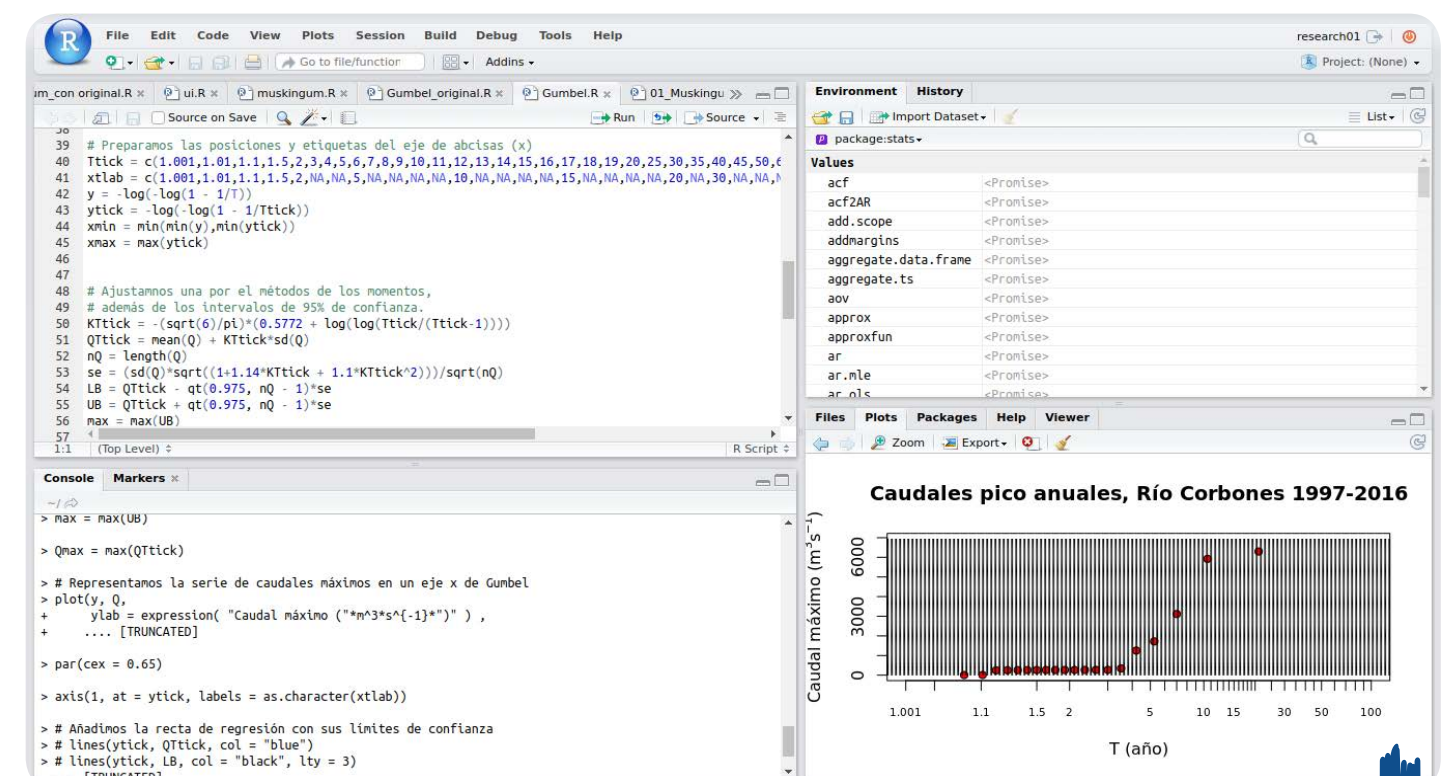 R
File Edit Code View Plots Session Build Debug Tools Help
research01
Go to file/function Addins
Project: (None)
um_con original.R ui.R muskingum.R Gumbel_original.R Gumbel.R 01_Muskingu
Source on Save Run Source
38
39 # Preparamos las posiciones y etiquetas del eje de abcisas (x)
40 Ttick = c(1.001,1.01,1.1,1.5,2,3,4,5,6,7,8,9,10,11,12,13,14,15,16,17,18,19,20,25,30,35,40,45,50,6
41 xtlab = c(1.001,1.01,1.1,1.5,2,NA,NA,5,NA,NA,NA,NA,10,NA,NA,NA,NA,15,NA,NA,NA,NA,20,NA,30,NA,NA,N
42 y = -log(-log(1 - 1/T))
43 ytick = -log(-log(1 - 1/Ttick))
44 xmin = min(min(y),min(ytick))
45 xmax = max(ytick)
46
47
48 # Ajustamnos una por el métodos de los momentos,
49 # además de los intervalos de 95% de confianza.
50 KTtick = -(sqrt(6)/pi)*(0.5772 + log(log(Ttick/(Ttick-1))))
51 QTtick = mean(Q) + KTtick*sd(Q)
52 nQ = length(Q)
53 se = (sd(Q)*sqrt((1+1.14*KTtick + 1.1*KTtick^2)))/sqrt(nQ)
54 LB = QTtick - qt(0.975, nQ - 1)*se
55 UB = QTtick + qt(0.975, nQ - 1)*se
56 max = max(UB)
57
1:1 (Top Level) R Script
Console Markers
~/
> max = max(UB)
> Qmax = max(QTtick)
> # Representamos la serie de caudales máximos en un eje x de Gumbel
> plot(y, Q,
+ ylab = expression( "Caudal máximo ("*m^3*s^{-1}*")" ) ,
+ .... [TRUNCATED]
> par(cex = 0.65)
> axis(1, at = ytick, labels = as.character(xtlab))
> # Añadimos la recta de regresión con sus límites de confianza
> # lines(ytick, QTtick, col = "blue")
> # lines(ytick, LB, col = "black", lty = 3)
.... [TRUNCATED]
Environment History
Import Dataset List
package:stats
Values
acf <Promise>
acf2AR <Promise>
add.scope <Promise>
addmargins <Promise>
aggregate.data.frame <Promise>
aggregate.ts <Promise>
aov <Promise>
approx <Promise>
approxfun <Promise>
ar <Promise>
ar.mle <Promise>
ar.ols <Promise>
Files Plots Packages Help Viewer
Zoom Export
Caudales pico anuales, Río Corbones 1997-2016
Caudal máximo (m³s⁻¹)
6000
3000
0
1.001 1.1 1.5 2 5 10 15 30 50 100
T (año)